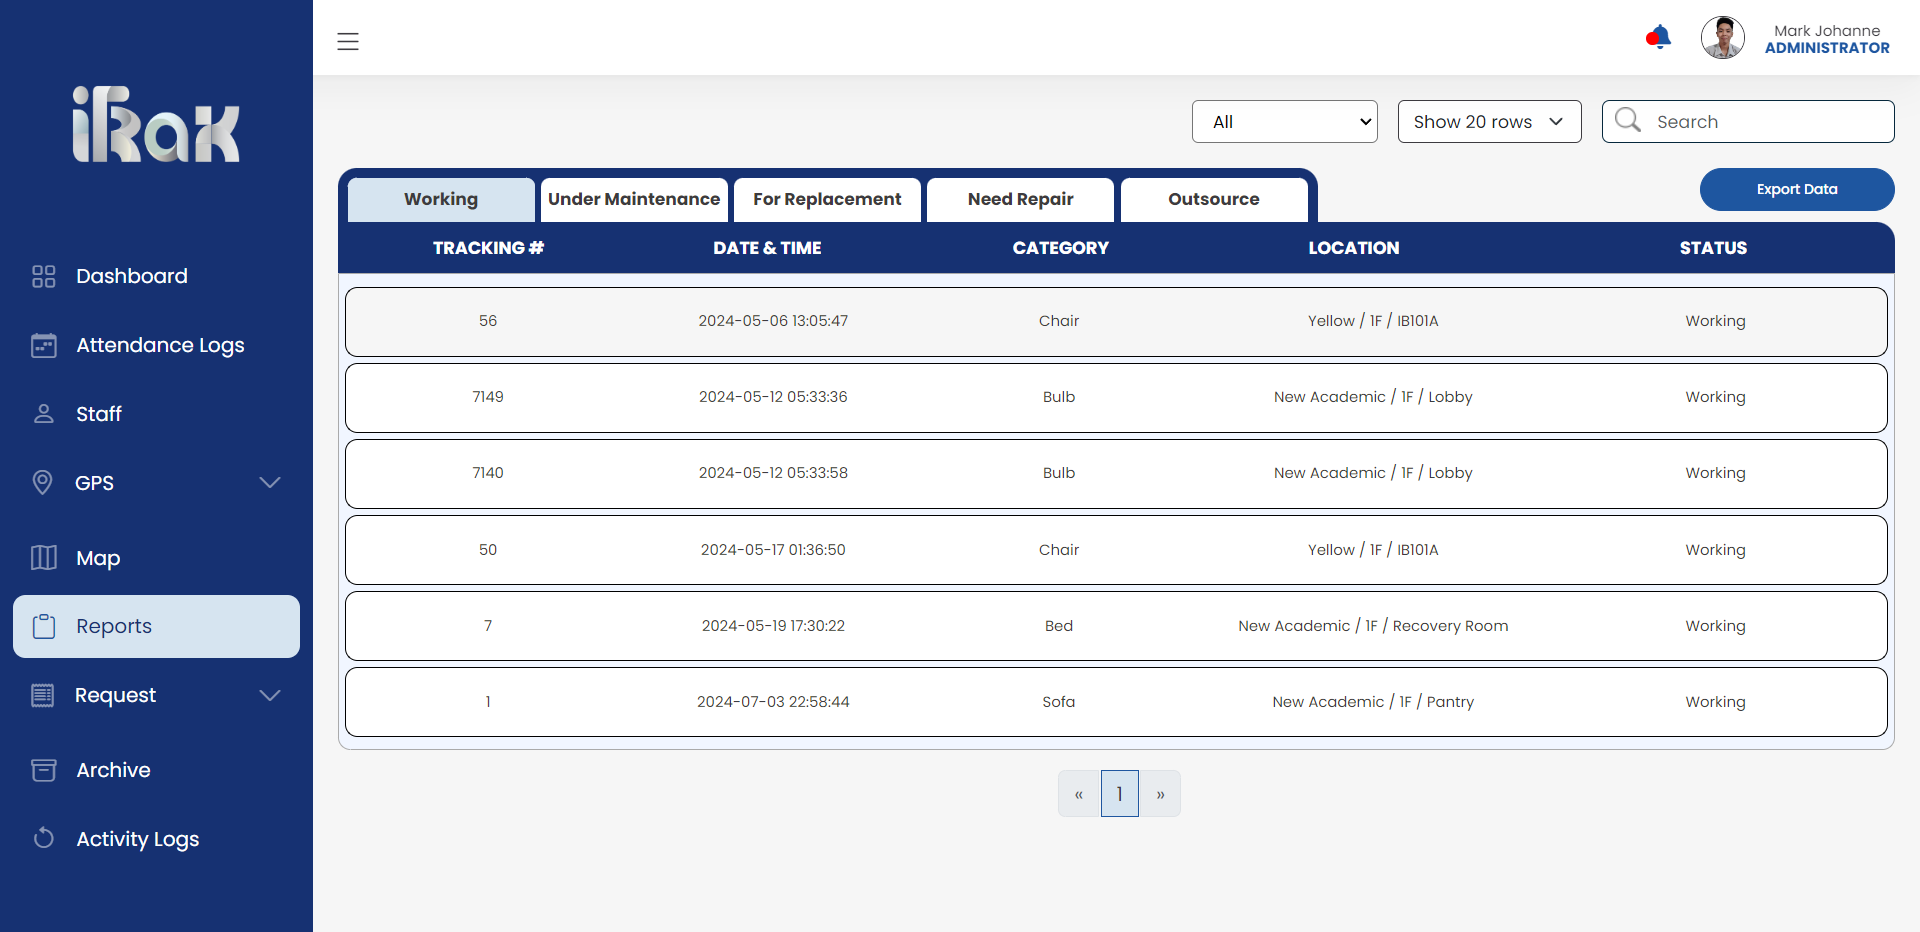 iRak
Dashboard
Attendance Logs
Staff
GPS
Map
Reports
Request
Archive
Activity Logs
Mark Johanne
ADMINISTRATOR
All
Show 20 rows
Search
Working
Under Maintenance
For Replacement
Need Repair
Outsource
Export Data
TRACKING # DATE & TIME CATEGORY LOCATION STATUS
56 2024-05-06 13:05:47 Chair Yellow / 1F / IB101A Working
7149 2024-05-12 05:33:36 Bulb New Academic / 1F / Lobby Working
7140 2024-05-12 05:33:58 Bulb New Academic / 1F / Lobby Working
50 2024-05-17 01:36:50 Chair Yellow / 1F / IB101A Working
7 2024-05-19 17:30:22 Bed New Academic / 1F / Recovery Room Working
1 2024-07-03 22:58:44 Sofa New Academic / 1F / Pantry Working
« 1 »